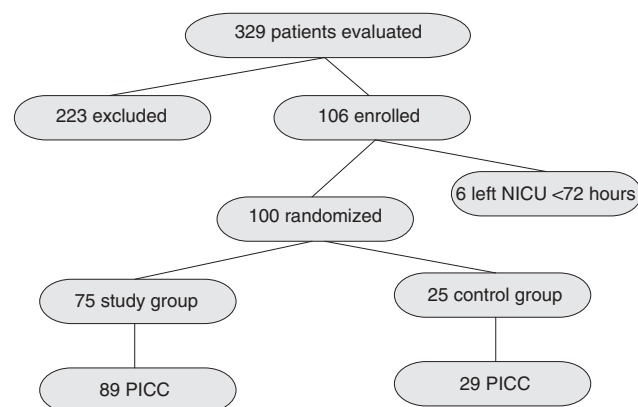 329 patients evaluated
223 excluded
106 enrolled
6 left NICU <72 hours
100 randomized
75 study group
25 control group
89 PICC
29 PICC